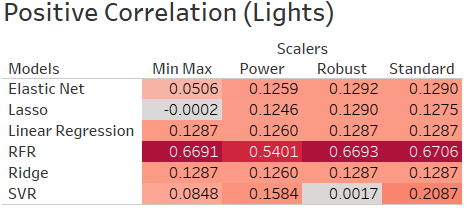 Positive Correlation (Lights)
Scalers
Models Min Max Power Robust Standard
Elastic Net 0.0506 0.1259 0.1292 0.1290
Lasso -0.0002 0.1246 0.1290 0.1275
Linear Regression 0.1287 0.1260 0.1287 0.1287
RFR 0.6691 0.5401 0.6693 0.6706
Ridge 0.1287 0.1260 0.1287 0.1287
SVR 0.0848 0.1584 0.0017 0.2087